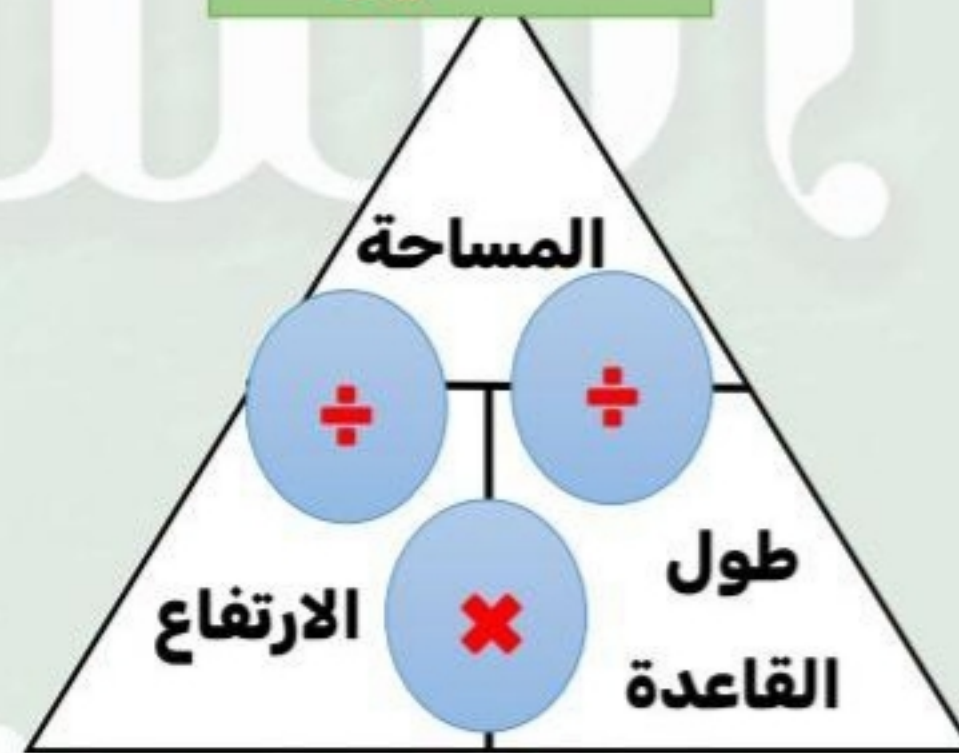 المساحة
÷ ÷
طول
القاعدة
×
الارتفاع